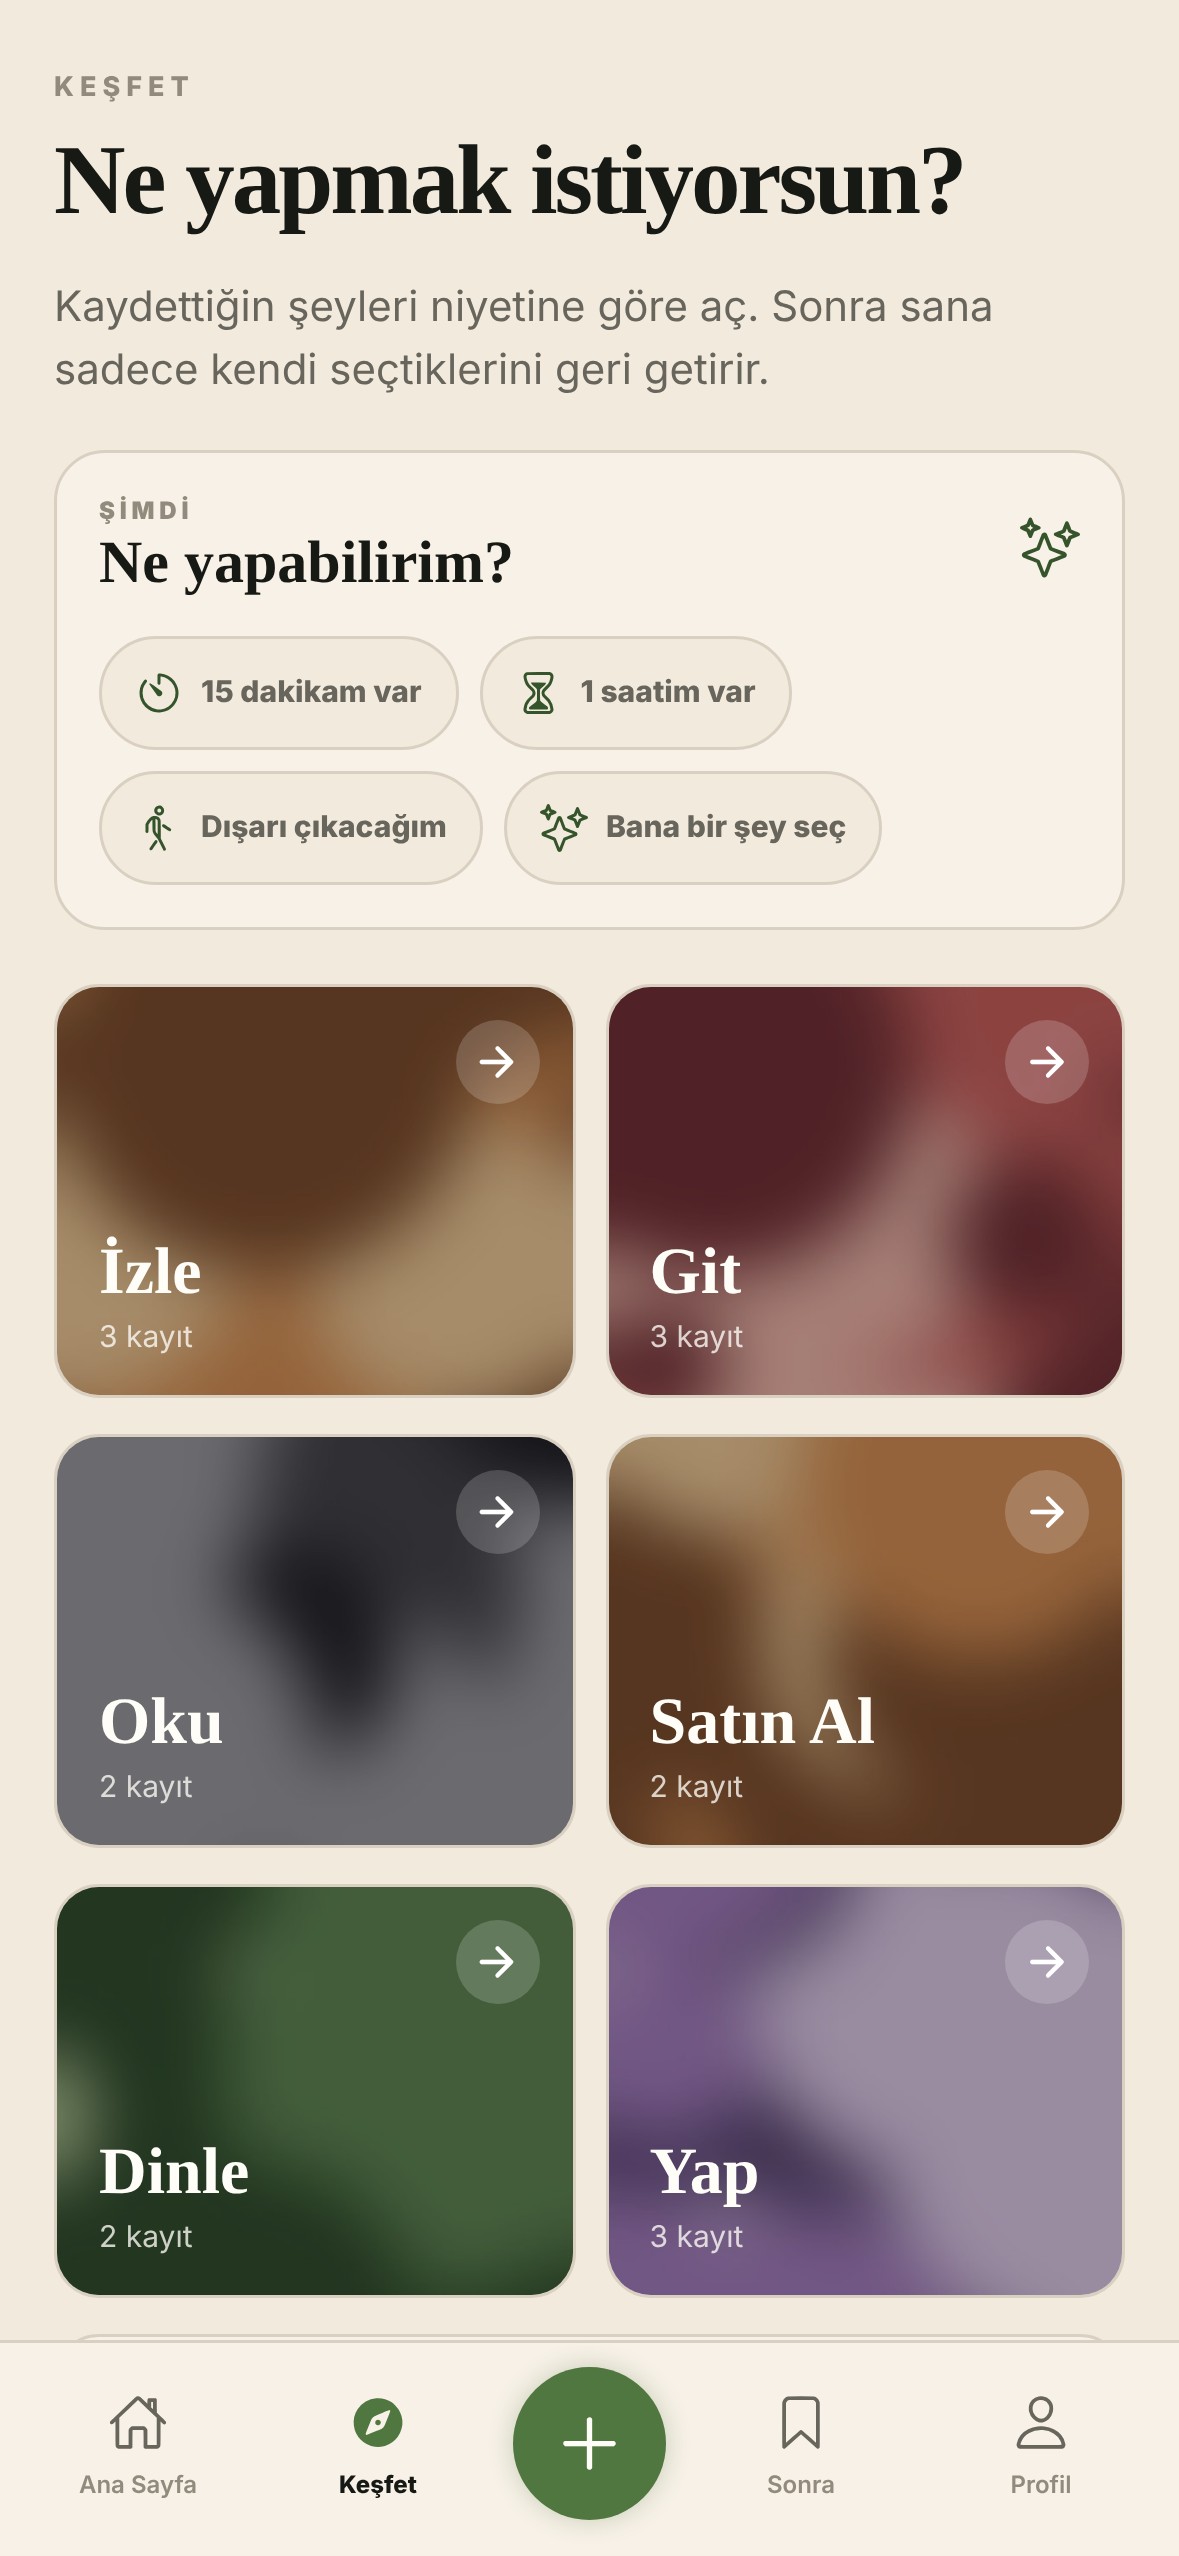 KEŞFET
Ne yapmak istiyorsun?
Kaydettiğin şeyleri niyetine göre aç. Sonra sana
sadece kendi seçtiklerini geri getirir.
ŞİMDİ
Ne yapabilirim?
15 dakikam var
1 saatim var
Dışarı çıkacağım
Bana bir şey seç
İzle
3 kayıt
Git
3 kayıt
Oku
2 kayıt
Satın Al
2 kayıt
Dinle
2 kayıt
Yap
3 kayıt
Ana Sayfa
Keşfet
Sonra
Profil